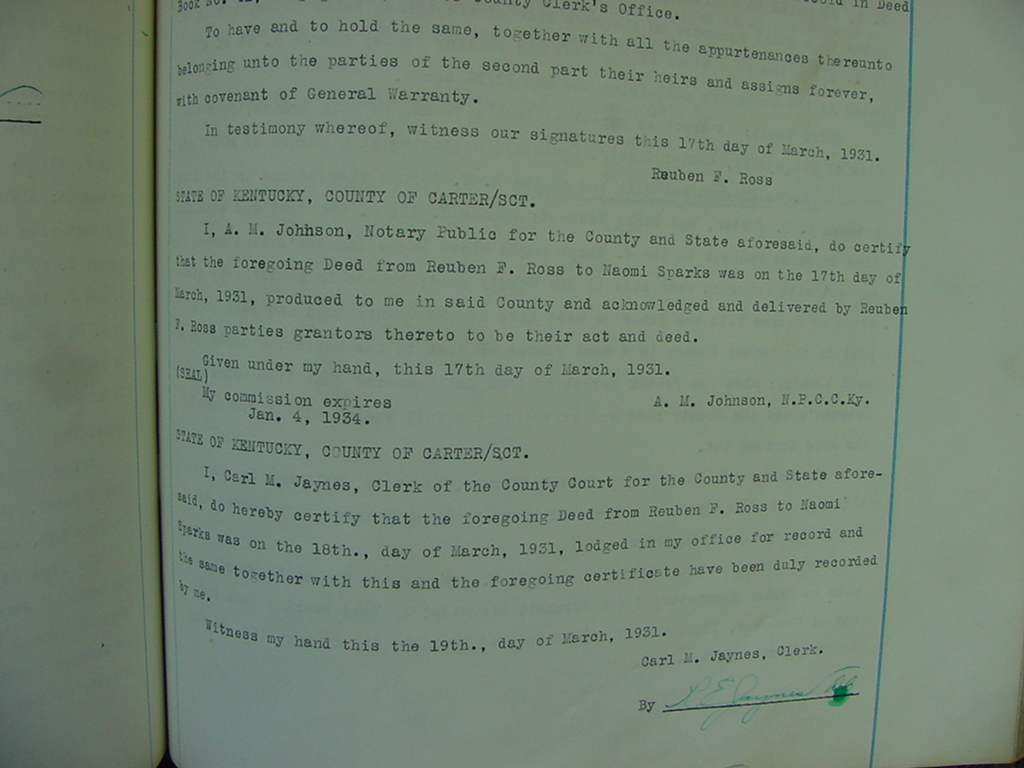 Book No. County Clerk's Office. in Deed
To have and to hold the same, together with all the appurtenances thereunto
belonging unto the parties of the second part their heirs and assigns forever,
with covenant of General Warranty.
In testimony whereof, witness our signatures this 17th day of March, 1931.
Reuben F. Ross
STATE OF KENTUCKY, COUNTY OF CARTER/SCT.
I, A. M. Johnson, Notary Public for the County and State aforesaid, do certify
that the foregoing Deed from Reuben F. Ross to Naomi Sparks was on the 17th day of
March, 1931, produced to me in said County and acknowledged and delivered by Reuben
F. Ross parties grantors thereto to be their act and deed.
Given under my hand, this 17th day of March, 1931.
(SEAL)
My commission expires A. M. Johnson, N.P.C.C.Ky.
Jan. 4, 1934.
STATE OF KENTUCKY, COUNTY OF CARTER/SCT.
I, Carl M. Jaynes, Clerk of the County Court for the County and State afore-
said, do hereby certify that the foregoing Deed from Reuben F. Ross to Naomi
Sparks was on the 18th., day of March, 1931, lodged in my office for record and
the same together with this and the foregoing certificate have been duly recorded
by me.
Witness my hand this the 19th., day of March, 1931.
Carl M. Jaynes, Clerk.
By Jaynes